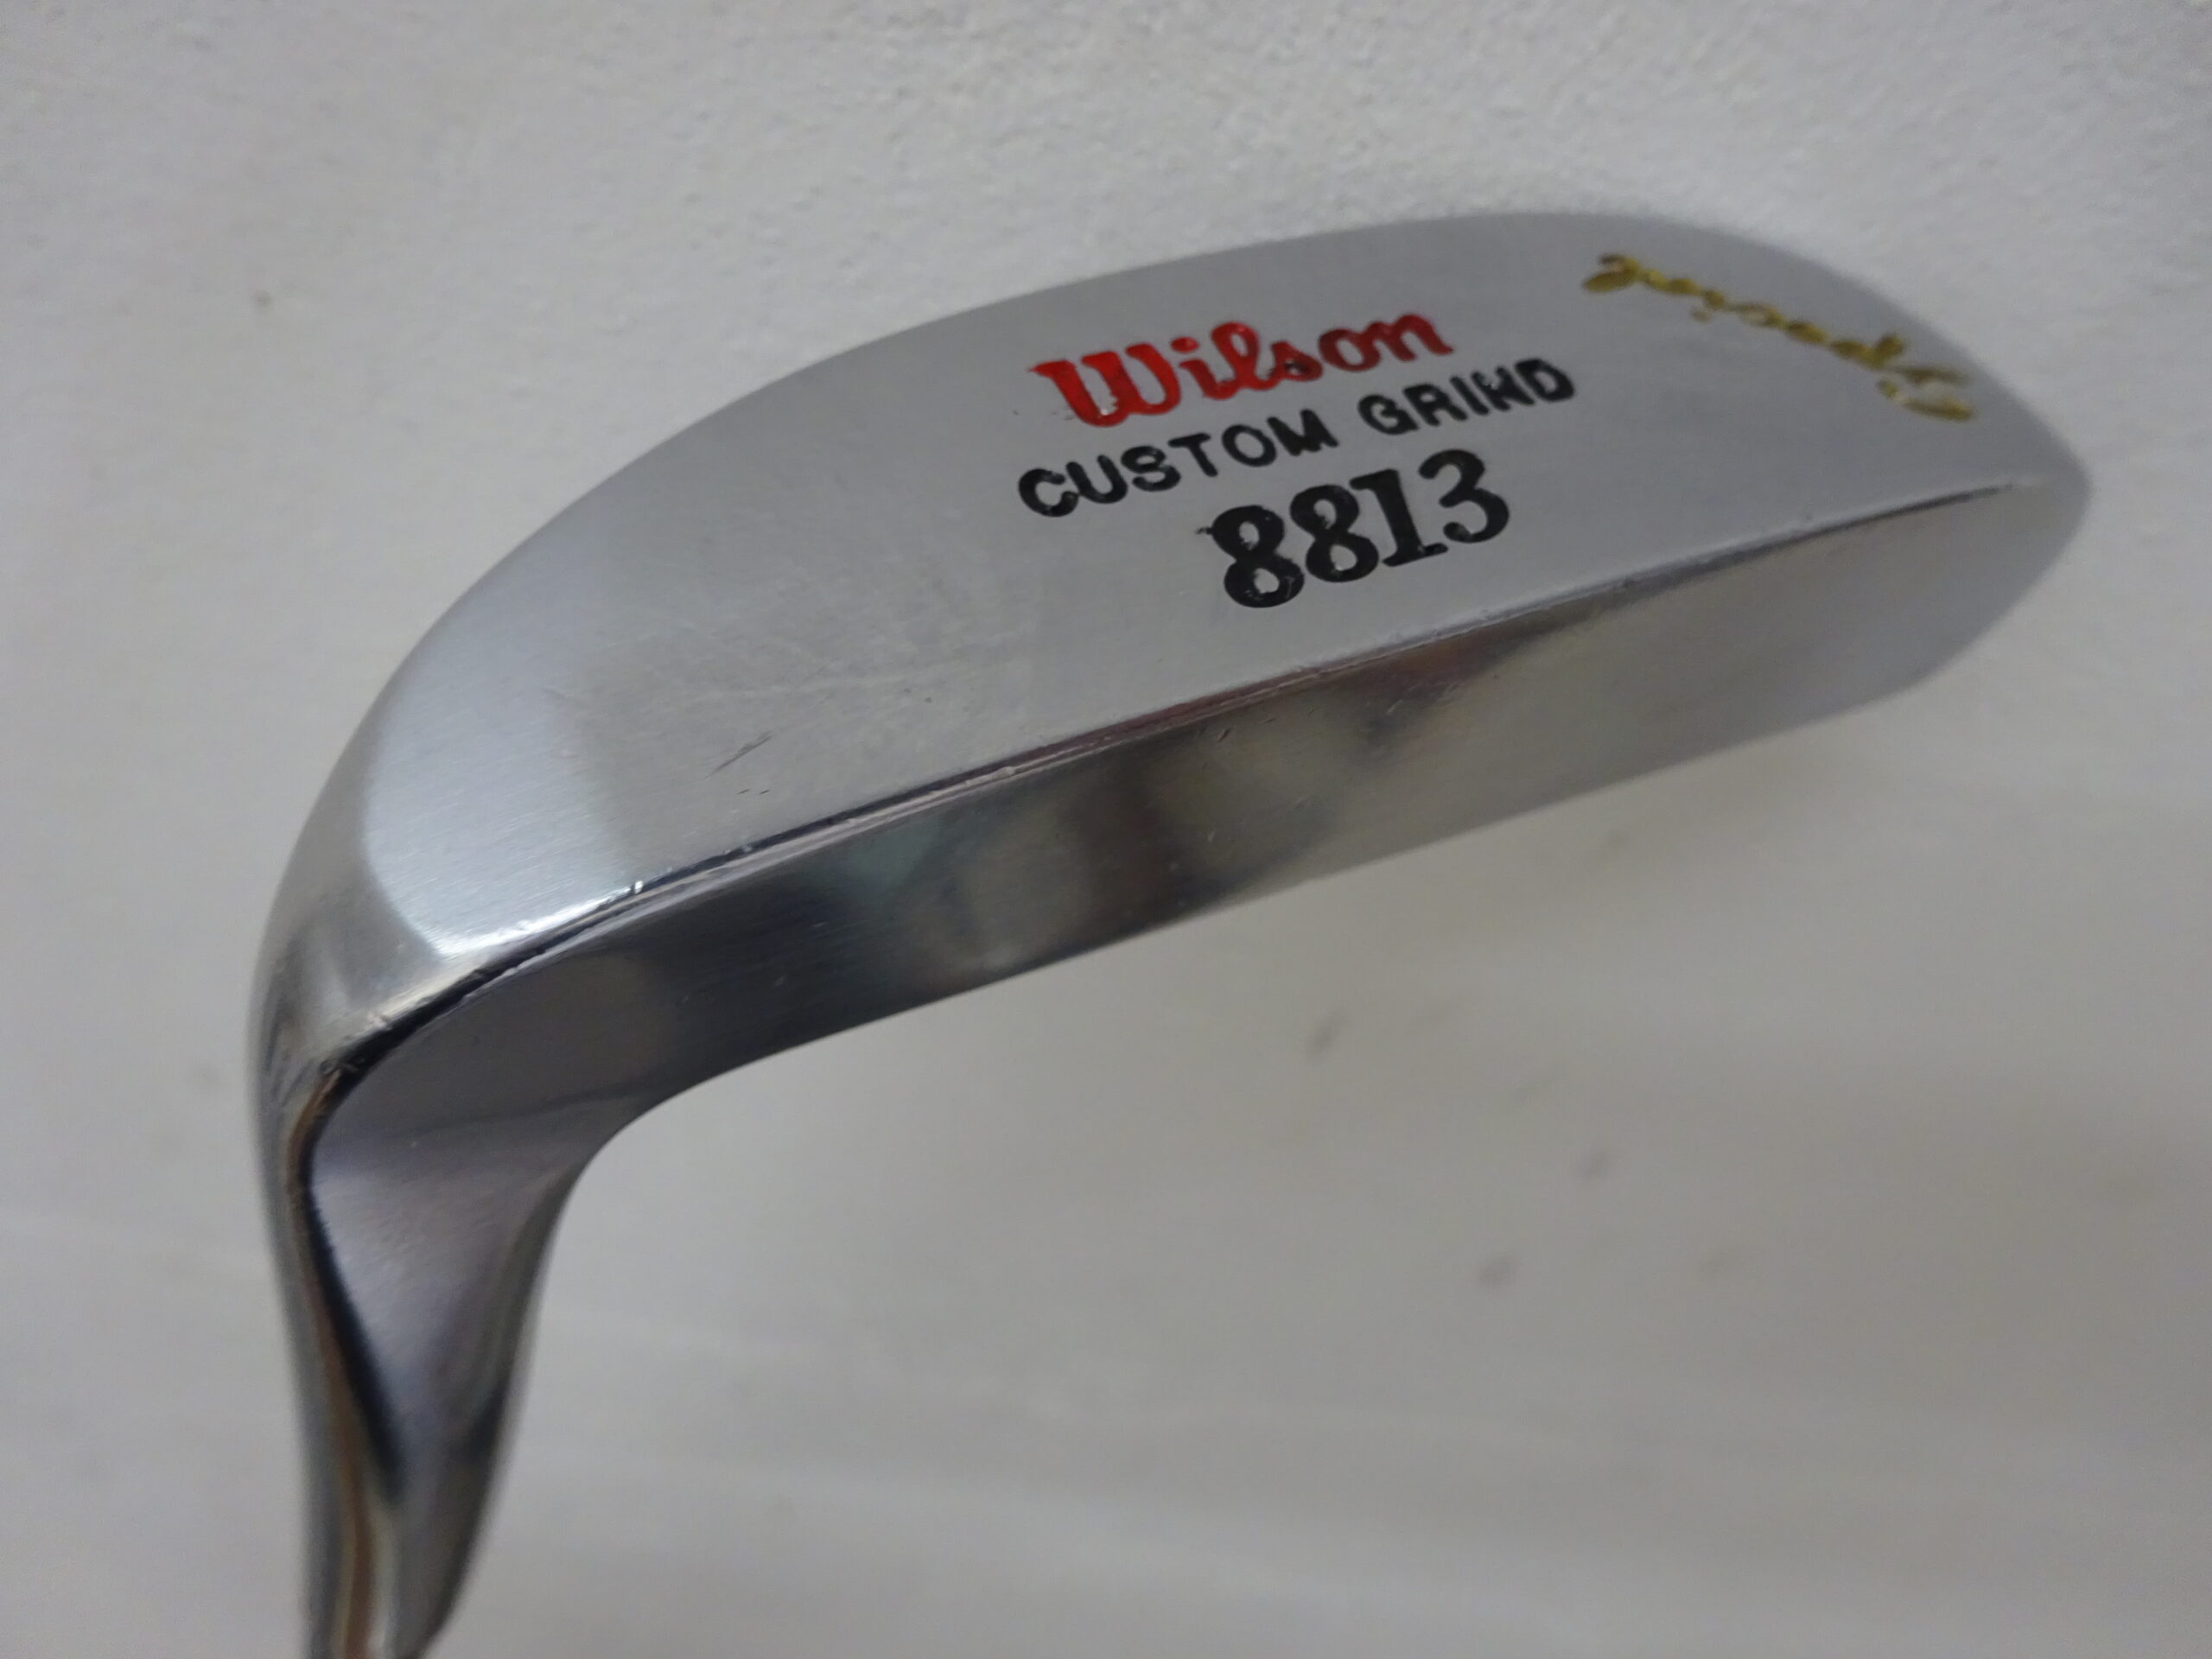 Wilson
CUSTOM GRIND
8813